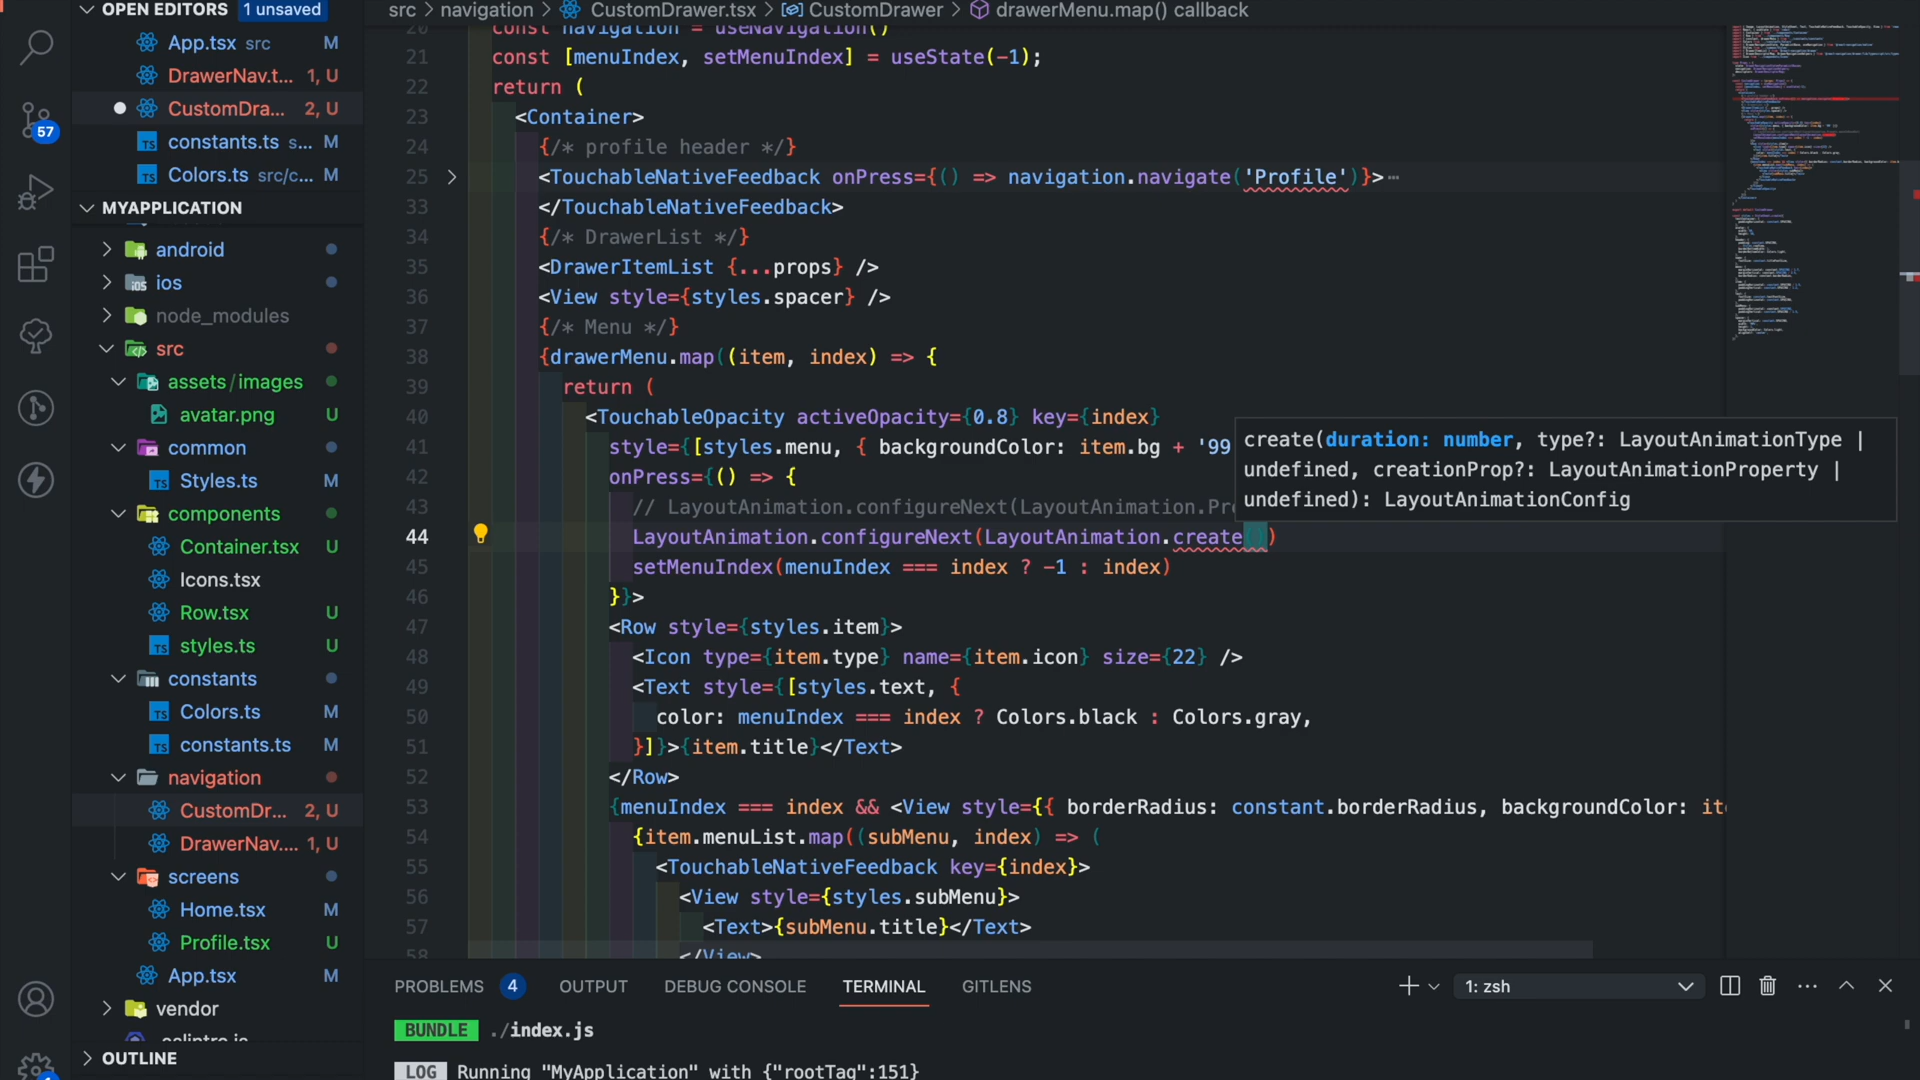 OPEN EDITORS 1 unsaved
App.tsx src M
DrawerNav.t... 1, U
CustomDra... 2, U
constants.ts s... M
Colors.ts src/c... M
MYAPPLICATION
android
ios
node_modules
src
assets/images
avatar.png U
common
Styles.ts M
components
Container.tsx U
Icons.tsx
Row.tsx U
styles.ts U
constants
Colors.ts M
constants.ts M
navigation
CustomDr... 2, U
DrawerNav.... 1, U
screens
Home.tsx M
Profile.tsx U
App.tsx M
vendor
.eslintrc.js
OUTLINE
57
src > navigation > CustomDrawer.tsx > CustomDrawer > drawerMenu.map() callback
20 const navigation = useNavigation()
21 const [menuIndex, setMenuIndex] = useState(-1);
22 return (
23 <Container>
24 {/* profile header */}
25 <TouchableNativeFeedback onPress={() => navigation.navigate('Profile')}>…
33 </TouchableNativeFeedback>
34 {/* DrawerList */}
35 <DrawerItemList {...props} />
36 <View style={styles.spacer} />
37 {/* Menu */}
38 {drawerMenu.map((item, index) => {
39 return (
40 <TouchableOpacity activeOpacity={0.8} key={index}
41 style={[styles.menu, { backgroundColor: item.bg + '99
42 onPress={() => {
43 // LayoutAnimation.configureNext(LayoutAnimation.Pre
44 LayoutAnimation.configureNext(LayoutAnimation.create())
45 setMenuIndex(menuIndex === index ? -1 : index)
46 }}>
47 <Row style={styles.item}>
48 <Icon type={item.type} name={item.icon} size={22} />
49 <Text style={[styles.text, {
50 color: menuIndex === index ? Colors.black : Colors.gray,
51 }]}>{item.title}</Text>
52 </Row>
53 {menuIndex === index && <View style={{ borderRadius: constant.borderRadius, backgroundColor: ite
54 {item.menuList.map((subMenu, index) => (
55 <TouchableNativeFeedback key={index}>
56 <View style={styles.subMenu}>
57 <Text>{subMenu.title}</Text>
58 </View>
create(duration: number, type?: LayoutAnimationType |
undefined, creationProp?: LayoutAnimationProperty |
undefined): LayoutAnimationConfig
PROBLEMS 4 OUTPUT DEBUG CONSOLE TERMINAL GITLENS 1: zsh
BUNDLE ./index.js
LOG Running "MyApplication" with {"rootTag":151}